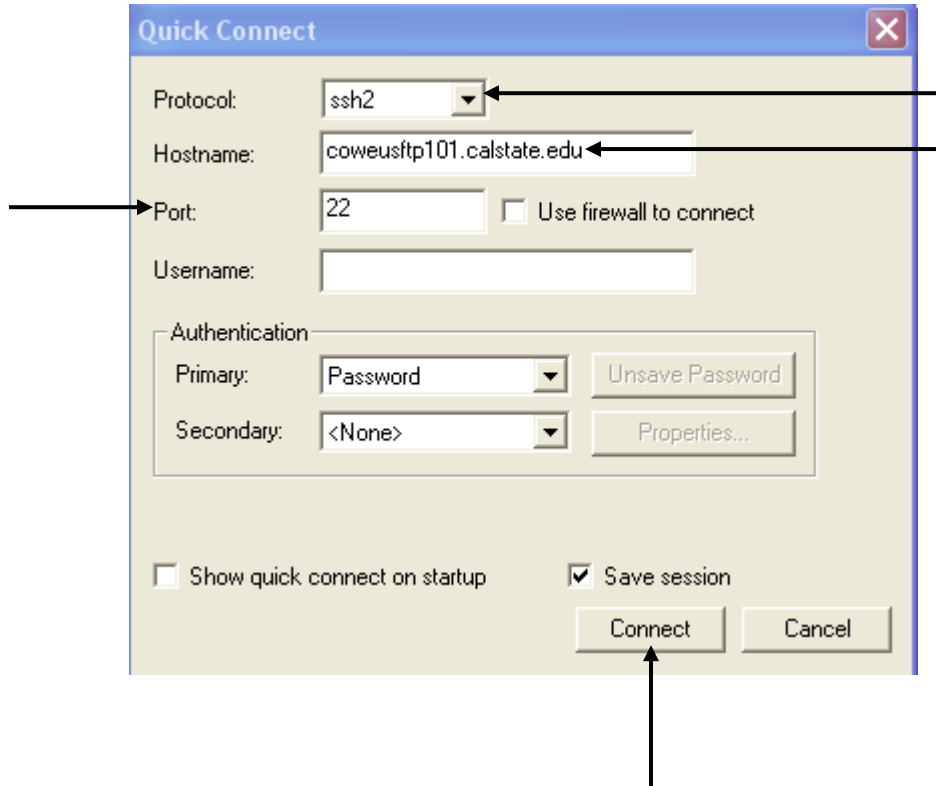 Quick Connect
Protocol: ssh2
Hostname: coweusftp101.calstate.edu
Port: 22 Use firewall to connect
Username:
Authentication
Primary: Password Unsave Password
Secondary: <None> Properties...
Show quick connect on startup Save session
Connect Cancel